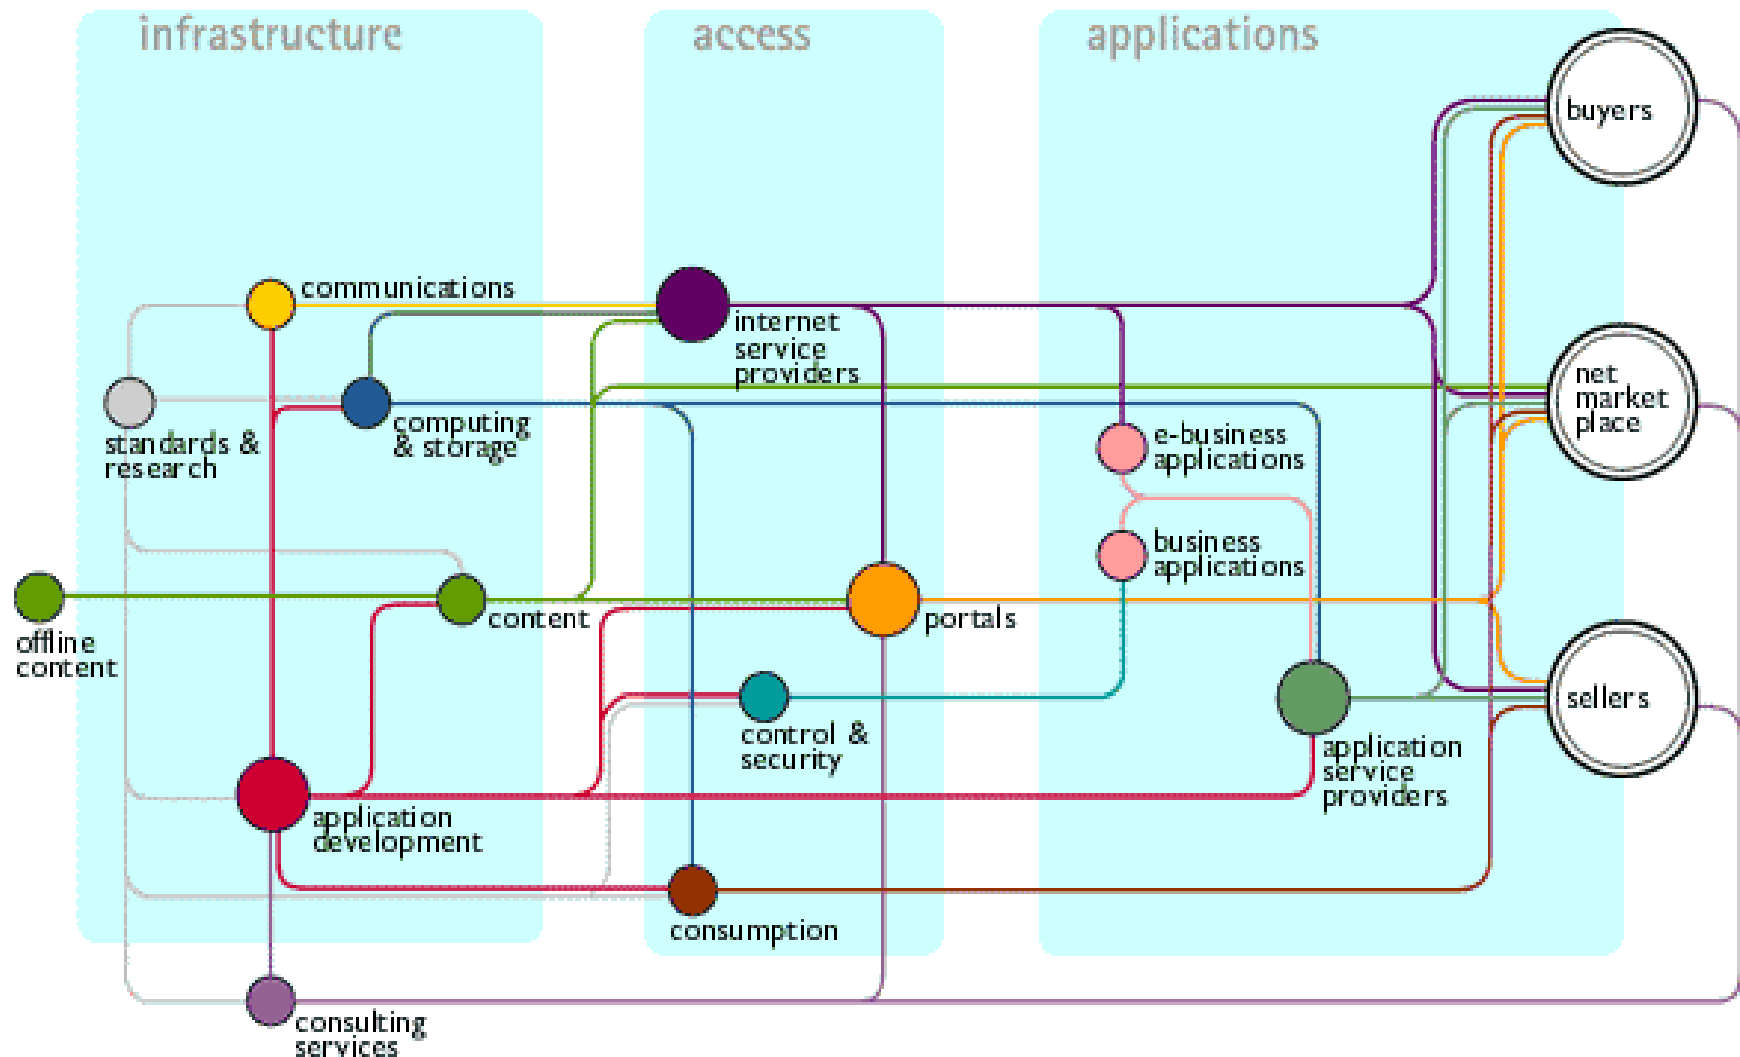 infrastructure
access
applications
buyers
communications
internet
service
providers
net
market
place
standards &
research
computing
& storage
e-business
applications
business
applications
offline
content
content
portals
sellers
control &
security
application
service
providers
application
development
consumption
consulting
services